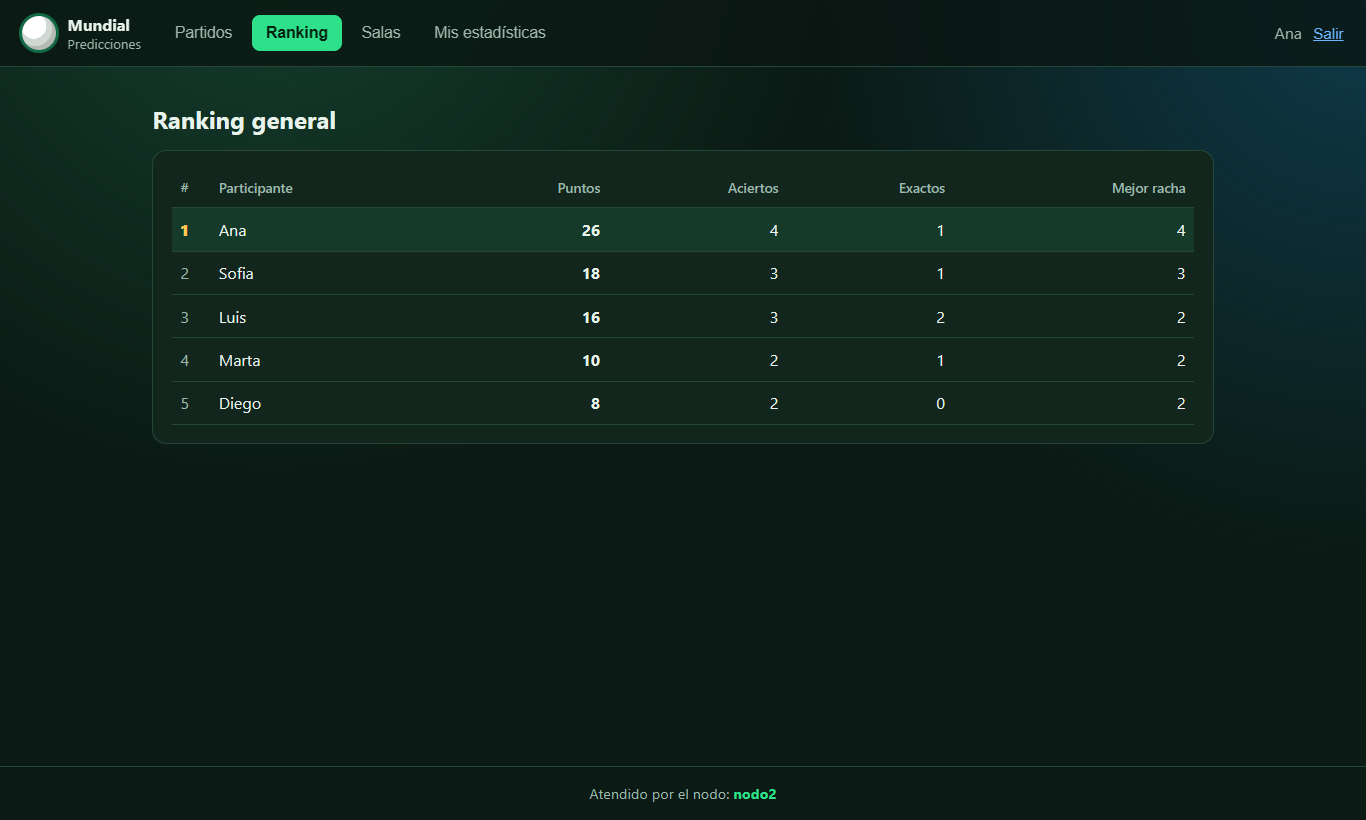 Mundial
Predicciones
Partidos Ranking Salas Mis estadísticas
Ana Salir
Ranking general
# Participante Puntos Aciertos Exactos Mejor racha
1 Ana 26 4 1 4
2 Sofia 18 3 1 3
3 Luis 16 3 2 2
4 Marta 10 2 1 2
5 Diego 8 2 0 2
Atendido por el nodo: nodo2